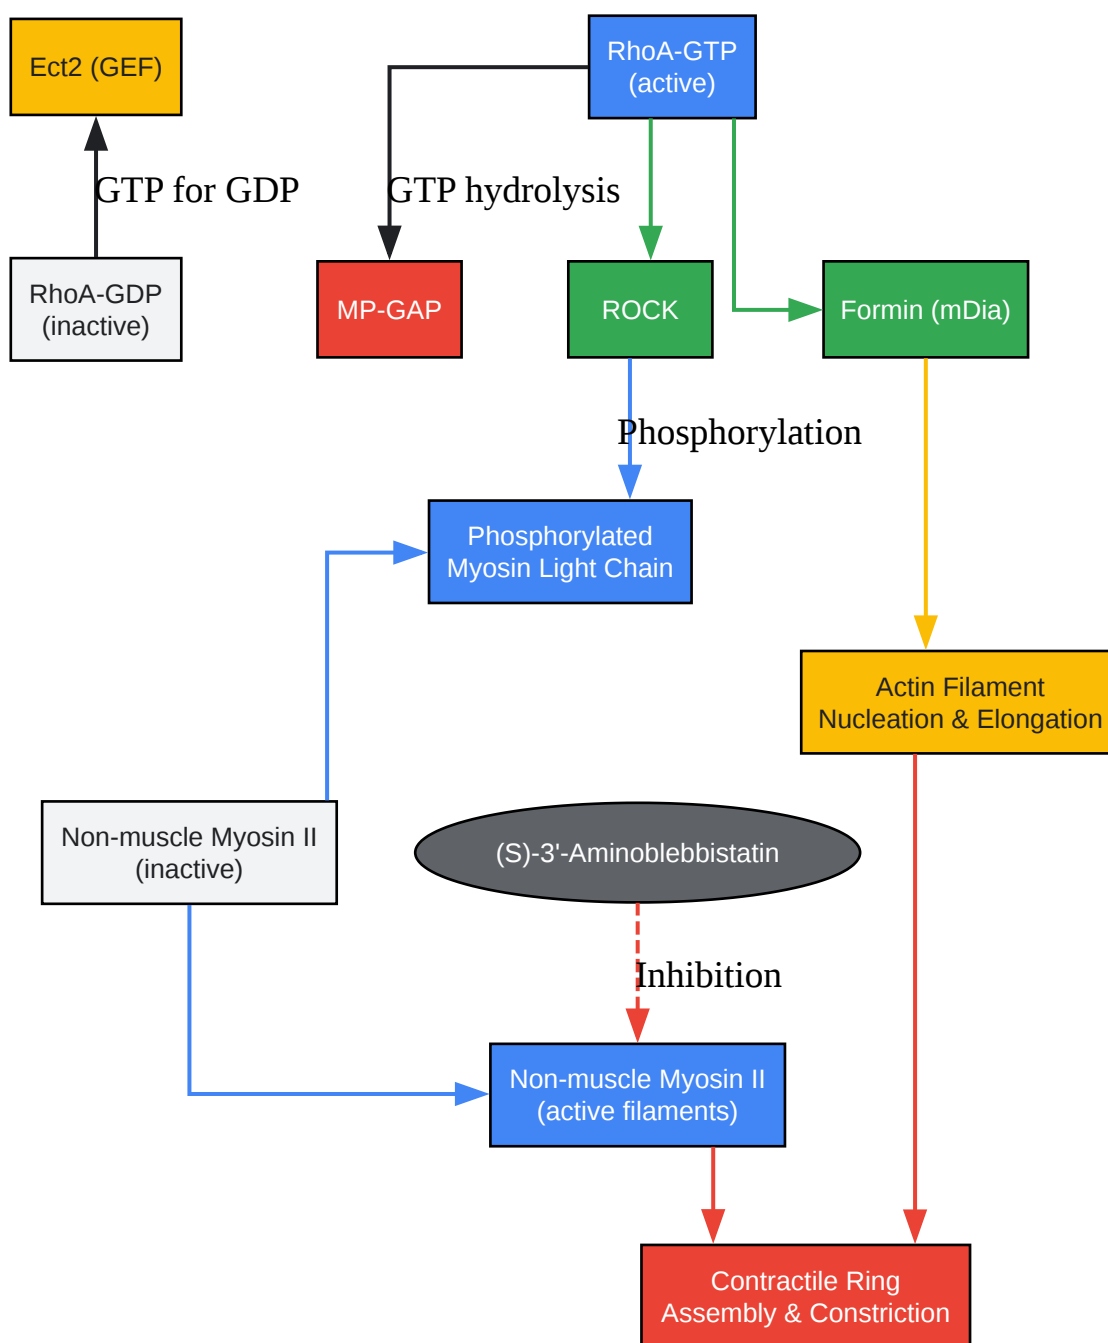 Ect2 (GEF)
RhoA-GTP
(active)
GTP for GDP
GTP hydrolysis
RhoA-GDP
(inactive)
MP-GAP
ROCK
Formin (mDia)
Phosphorylation
Phosphorylated
Myosin Light Chain
Actin Filament
Nucleation & Elongation
Non-muscle Myosin II
(inactive)
(S)-3'-Aminoblebbistatin
Inhibition
Non-muscle Myosin II
(active filaments)
Contractile Ring
Assembly & Constriction